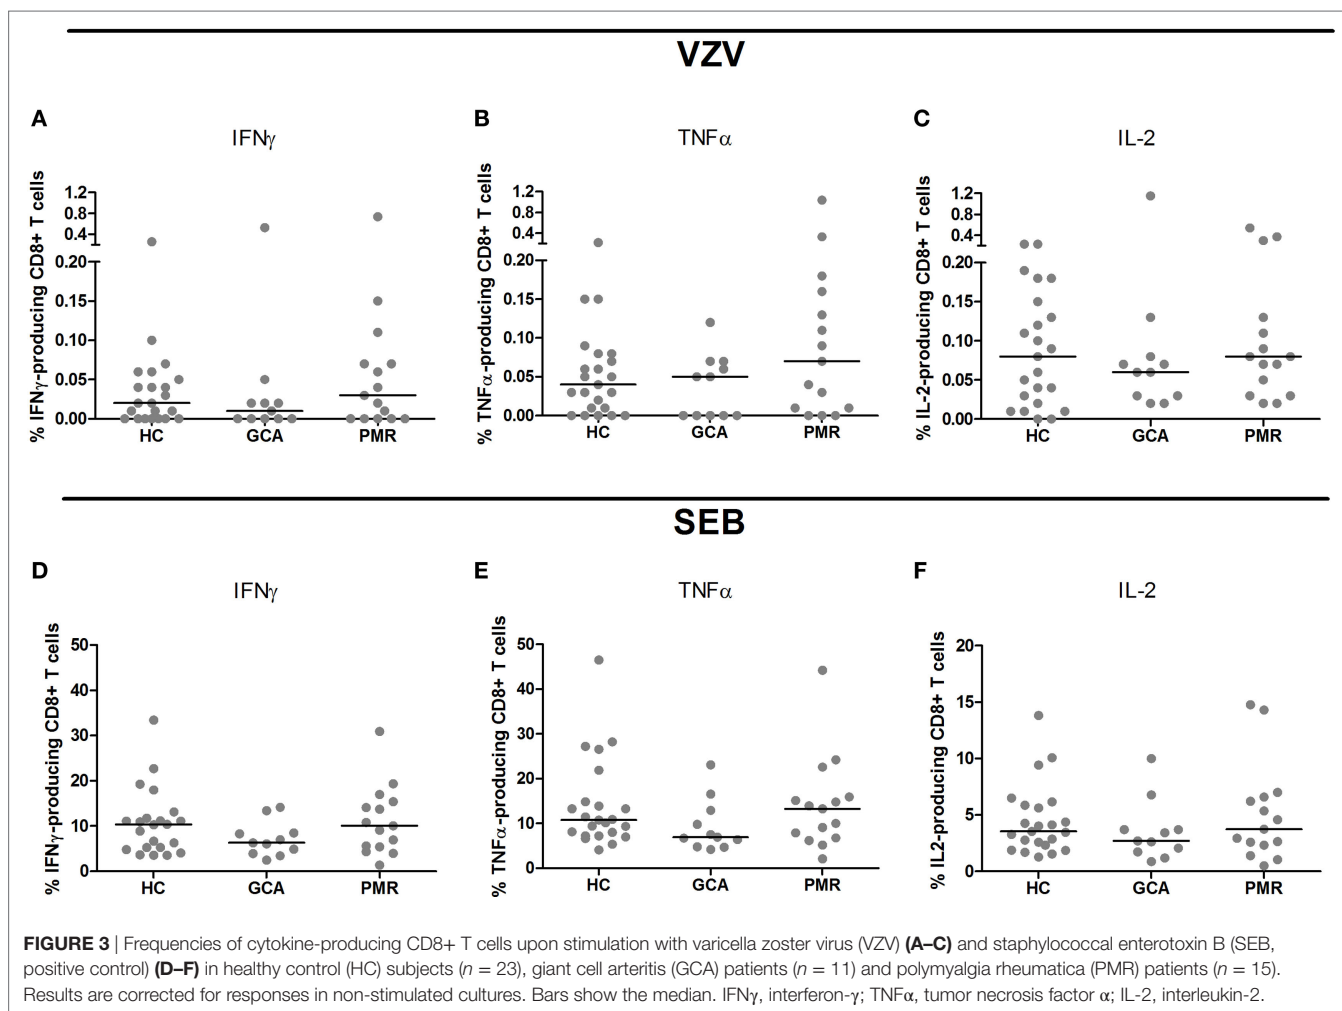 VZV
A
IFNγ
% IFNγ-producing CD8+ T cells
1.2
0.8
0.4
0.20
0.15
0.10
0.05
0.00
HC GCA PMR
B
TNFα
% TNFα-producing CD8+ T cells
1.2
0.8
0.4
0.20
0.15
0.10
0.05
0.00
HC GCA PMR
C
IL-2
% IL-2-producing CD8+ T cells
1.2
0.8
0.4
0.20
0.15
0.10
0.05
0.00
HC GCA PMR
SEB
D
IFNγ
% IFNγ-producing CD8+ T cells
50
40
30
20
10
0
HC GCA PMR
E
TNFα
% TNFα-producing CD8+ T cells
50
40
30
20
10
0
HC GCA PMR
F
IL-2
% IL2-producing CD8+ T cells
20
15
10
5
0
HC GCA PMR
FIGURE 3 | Frequencies of cytokine-producing CD8+ T cells upon stimulation with varicella zoster virus (VZV) (A–C) and staphylococcal enterotoxin B (SEB,
positive control) (D–F) in healthy control (HC) subjects (n = 23), giant cell arteritis (GCA) patients (n = 11) and polymyalgia rheumatica (PMR) patients (n = 15).
Results are corrected for responses in non-stimulated cultures. Bars show the median. IFNγ, interferon-γ; TNFα, tumor necrosis factor α; IL-2, interleukin-2.